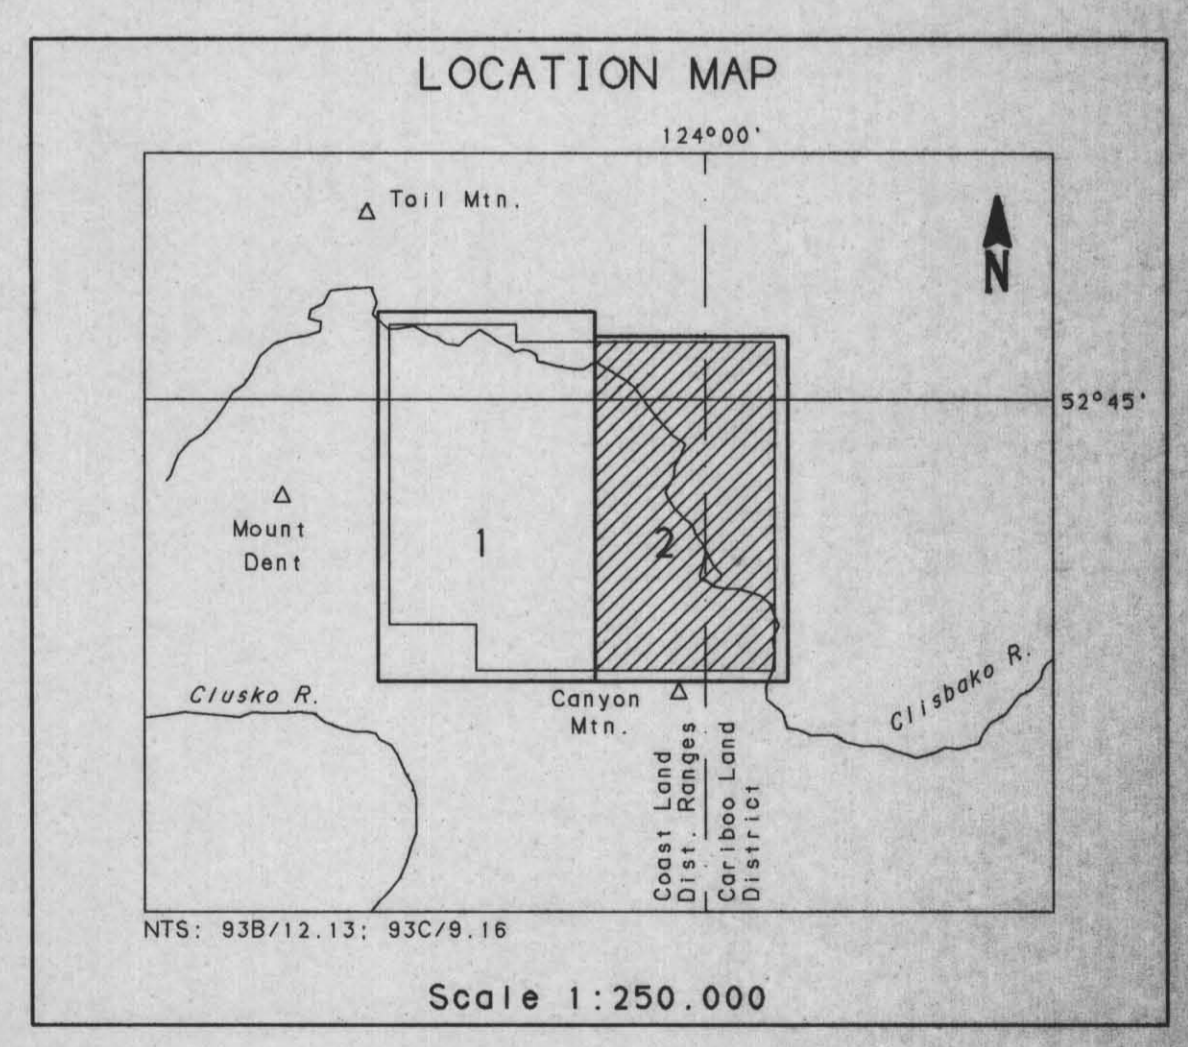 LOCATION MAP
124°00'
Toil Mtn.
N
52°45'
Mount
Dent
1
2
Clusko R.
Canyon
Mtn.
Clisbako R.
Coast Land
Dist. Ranges
Cariboo Land
District
NTS: 93B/12.13; 93C/9.16
Scale 1:250.000